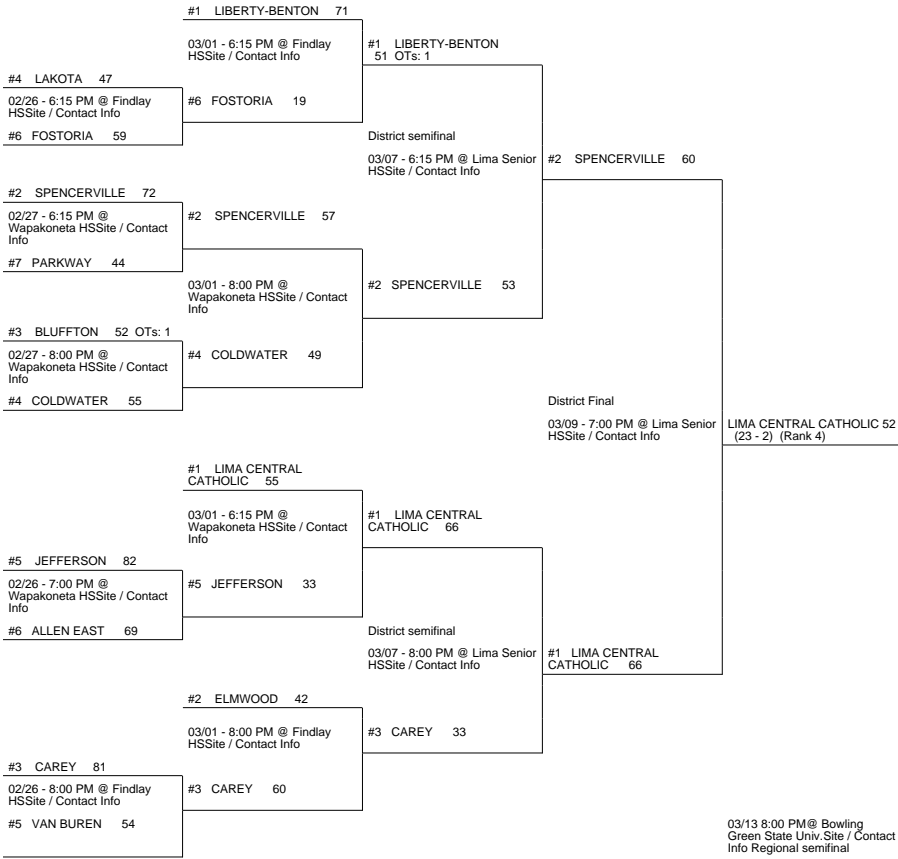 #1 LIBERTY-BENTON 71
03/01 - 6:15 PM @ Findlay
HSSite / Contact Info
#1 LIBERTY-BENTON
51 OTs: 1
#4 LAKOTA 47
02/26 - 6:15 PM @ Findlay
HSSite / Contact Info
#6 FOSTORIA 19
#6 FOSTORIA 59
District semifinal
03/07 - 6:15 PM @ Lima Senior
HSSite / Contact Info
#2 SPENCERVILLE 60
#2 SPENCERVILLE 72
02/27 - 6:15 PM @
Wapakoneta HSSite / Contact
Info
#2 SPENCERVILLE 57
#7 PARKWAY 44
03/01 - 8:00 PM @
Wapakoneta HSSite / Contact
Info
#2 SPENCERVILLE 53
#3 BLUFFTON 52 OTs: 1
02/27 - 8:00 PM @
Wapakoneta HSSite / Contact
Info
#4 COLDWATER 49
#4 COLDWATER 55
District Final
03/09 - 7:00 PM @ Lima Senior
HSSite / Contact Info
LIMA CENTRAL CATHOLIC 52
(23 - 2) (Rank 4)
#1 LIMA CENTRAL
CATHOLIC 55
03/01 - 6:15 PM @
Wapakoneta HSSite / Contact
Info
#1 LIMA CENTRAL
CATHOLIC 66
#5 JEFFERSON 82
02/26 - 7:00 PM @
Wapakoneta HSSite / Contact
Info
#5 JEFFERSON 33
#6 ALLEN EAST 69
District semifinal
03/07 - 8:00 PM @ Lima Senior
HSSite / Contact Info
#1 LIMA CENTRAL
CATHOLIC 66
#2 ELMWOOD 42
03/01 - 8:00 PM @ Findlay
HSSite / Contact Info
#3 CAREY 33
#3 CAREY 81
02/26 - 8:00 PM @ Findlay
HSSite / Contact Info
#3 CAREY 60
#5 VAN BUREN 54
03/13 8:00 PM@ Bowling
Green State Univ.Site / Contact
Info Regional semifinal